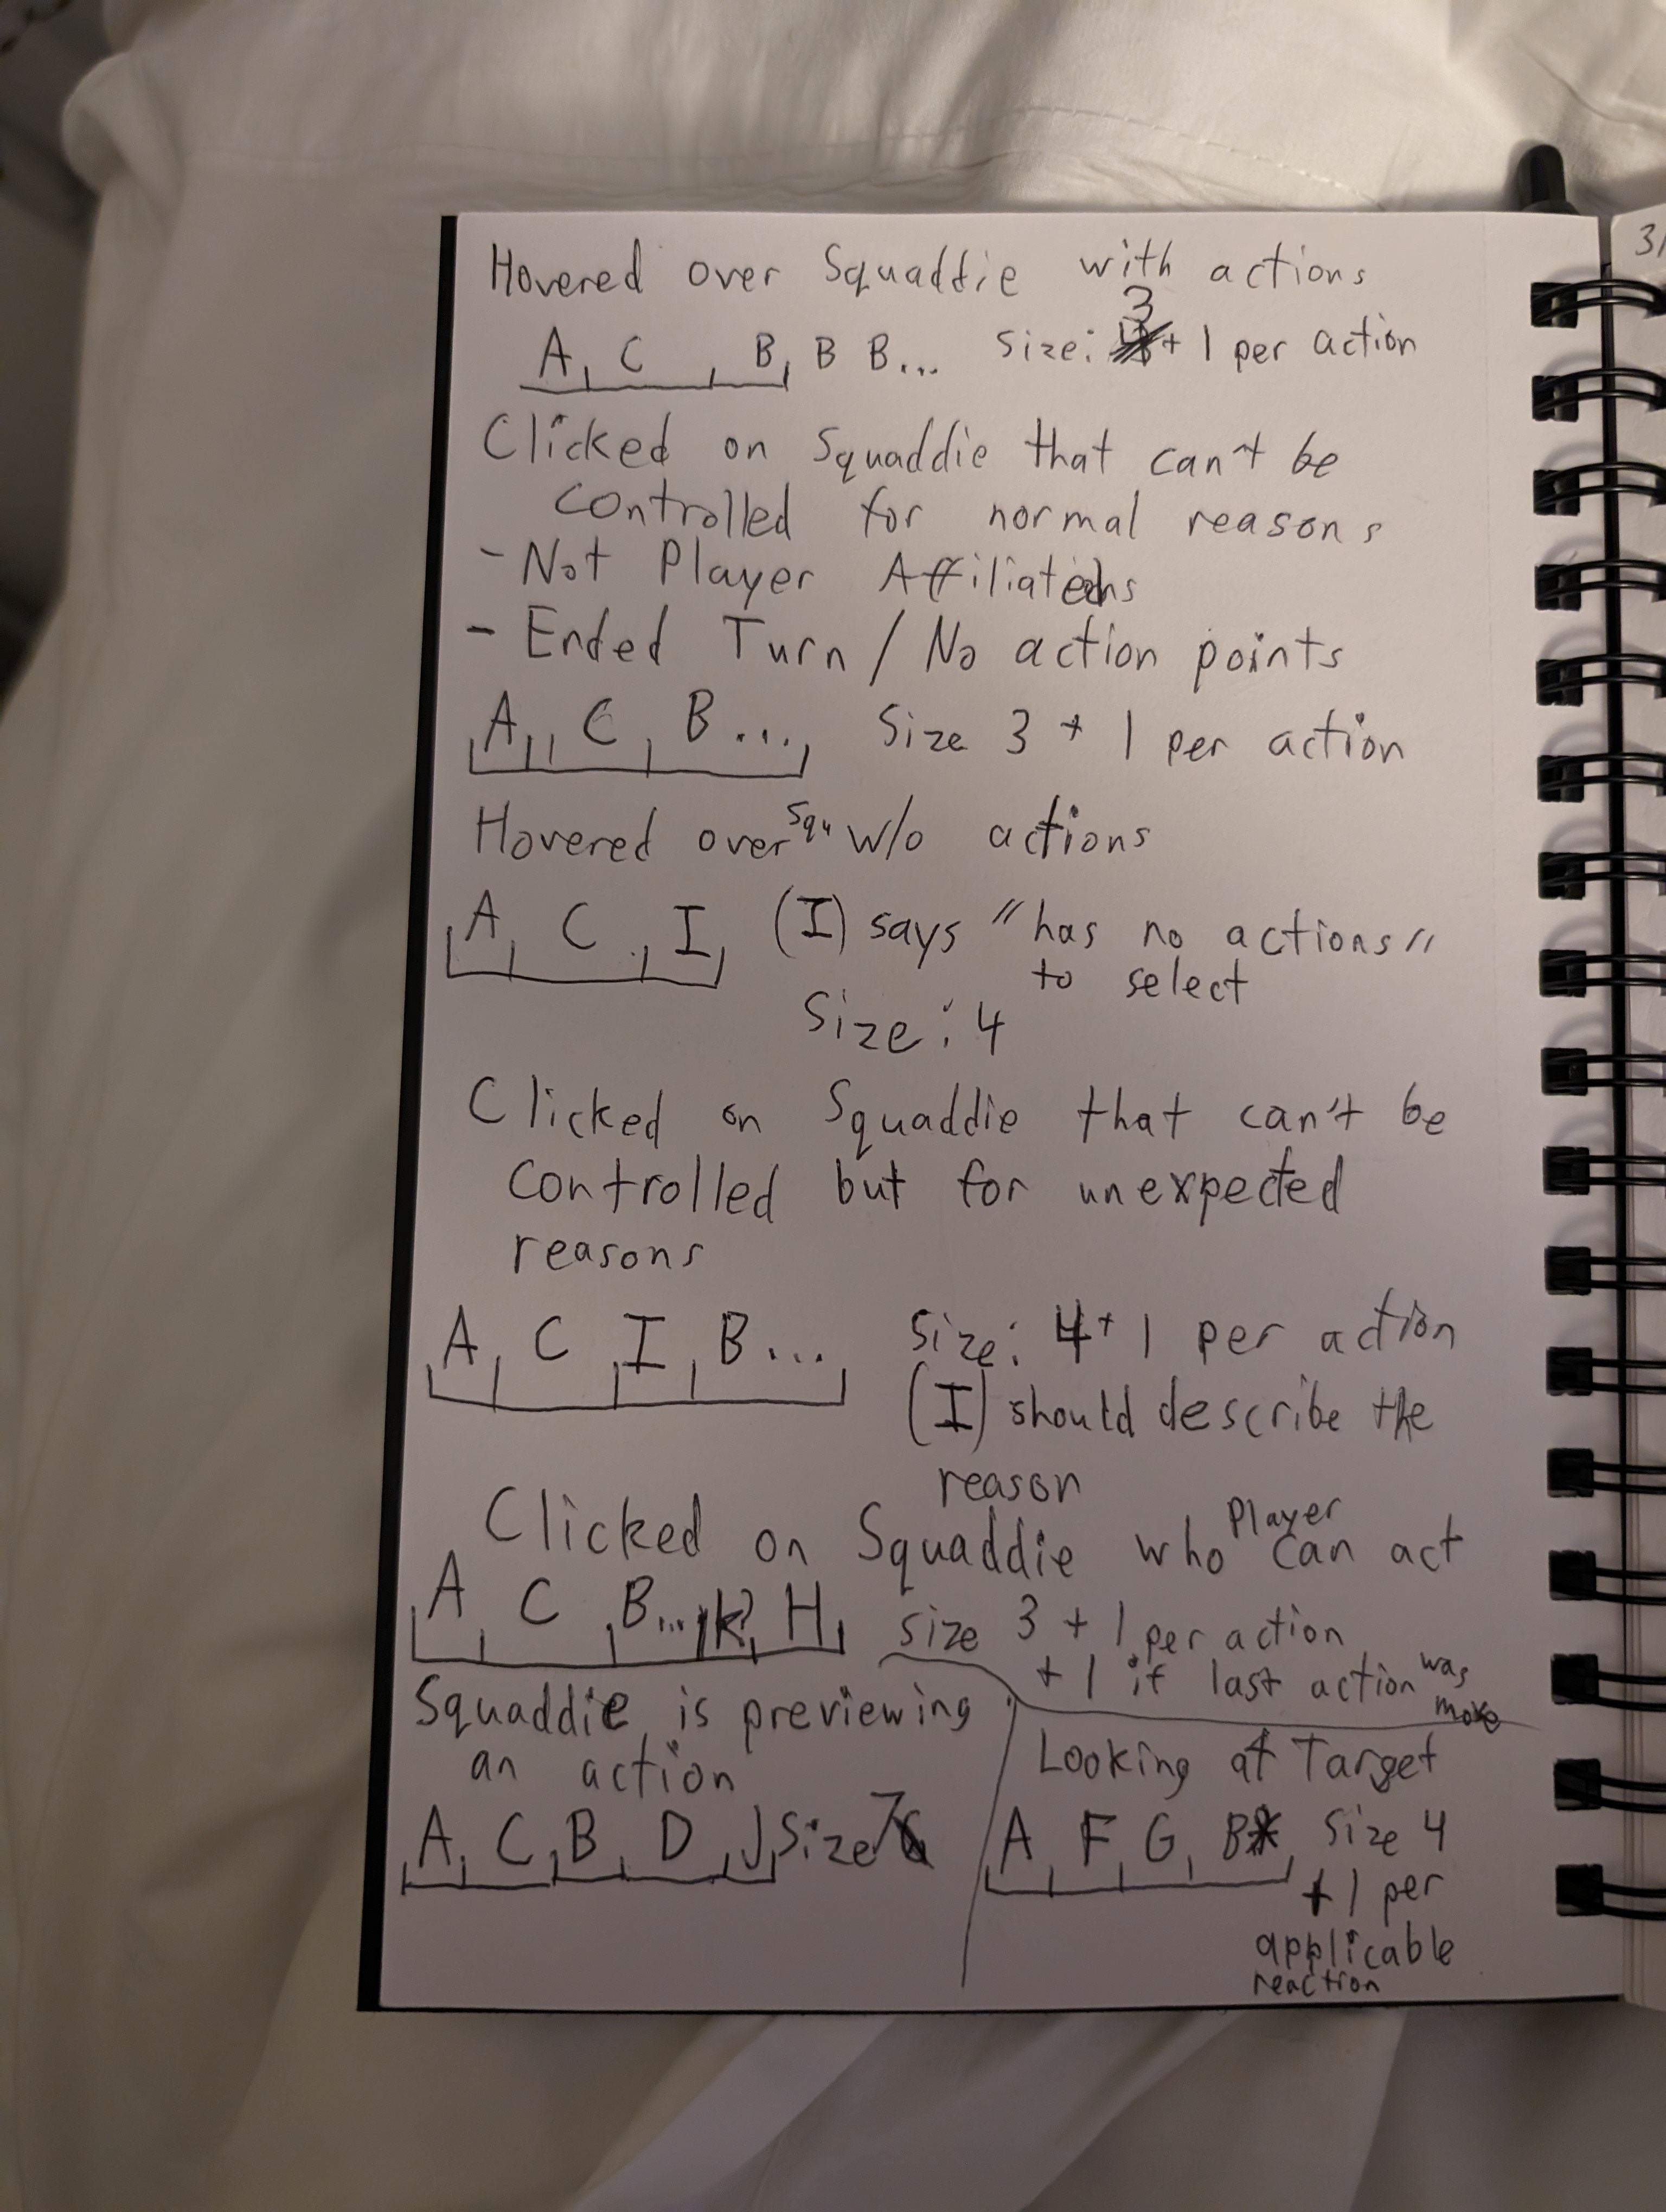 Hovered over Squaddie with actions
A, C, B, B B... Size: 3 + 1 per action
Clicked on Squaddie that can't be
controlled for normal reasons
- Not Player
- Ended Turn / No action points
A, C, B..., Size 3 + 1 per action
Hovered over Squ w/o actions
A, C, I, (I) says "has no actions"
to select
Size: 4
Clicked on Squaddie that can't be
controlled but for unexpected
reasons
A, C, I, B... Size: 4 + 1 per action
(I) should describe the
reason
Clicked on Squaddie who Player can act
A, C, B... k? H, size 3 + 1 per action
+ 1 if last action was move
Squaddie is previewing
an action
A, C, B, D, J, Size 7
Looking at Target
A, F, G, B, Size 4
+ 1 per
applicable
reaction
3/